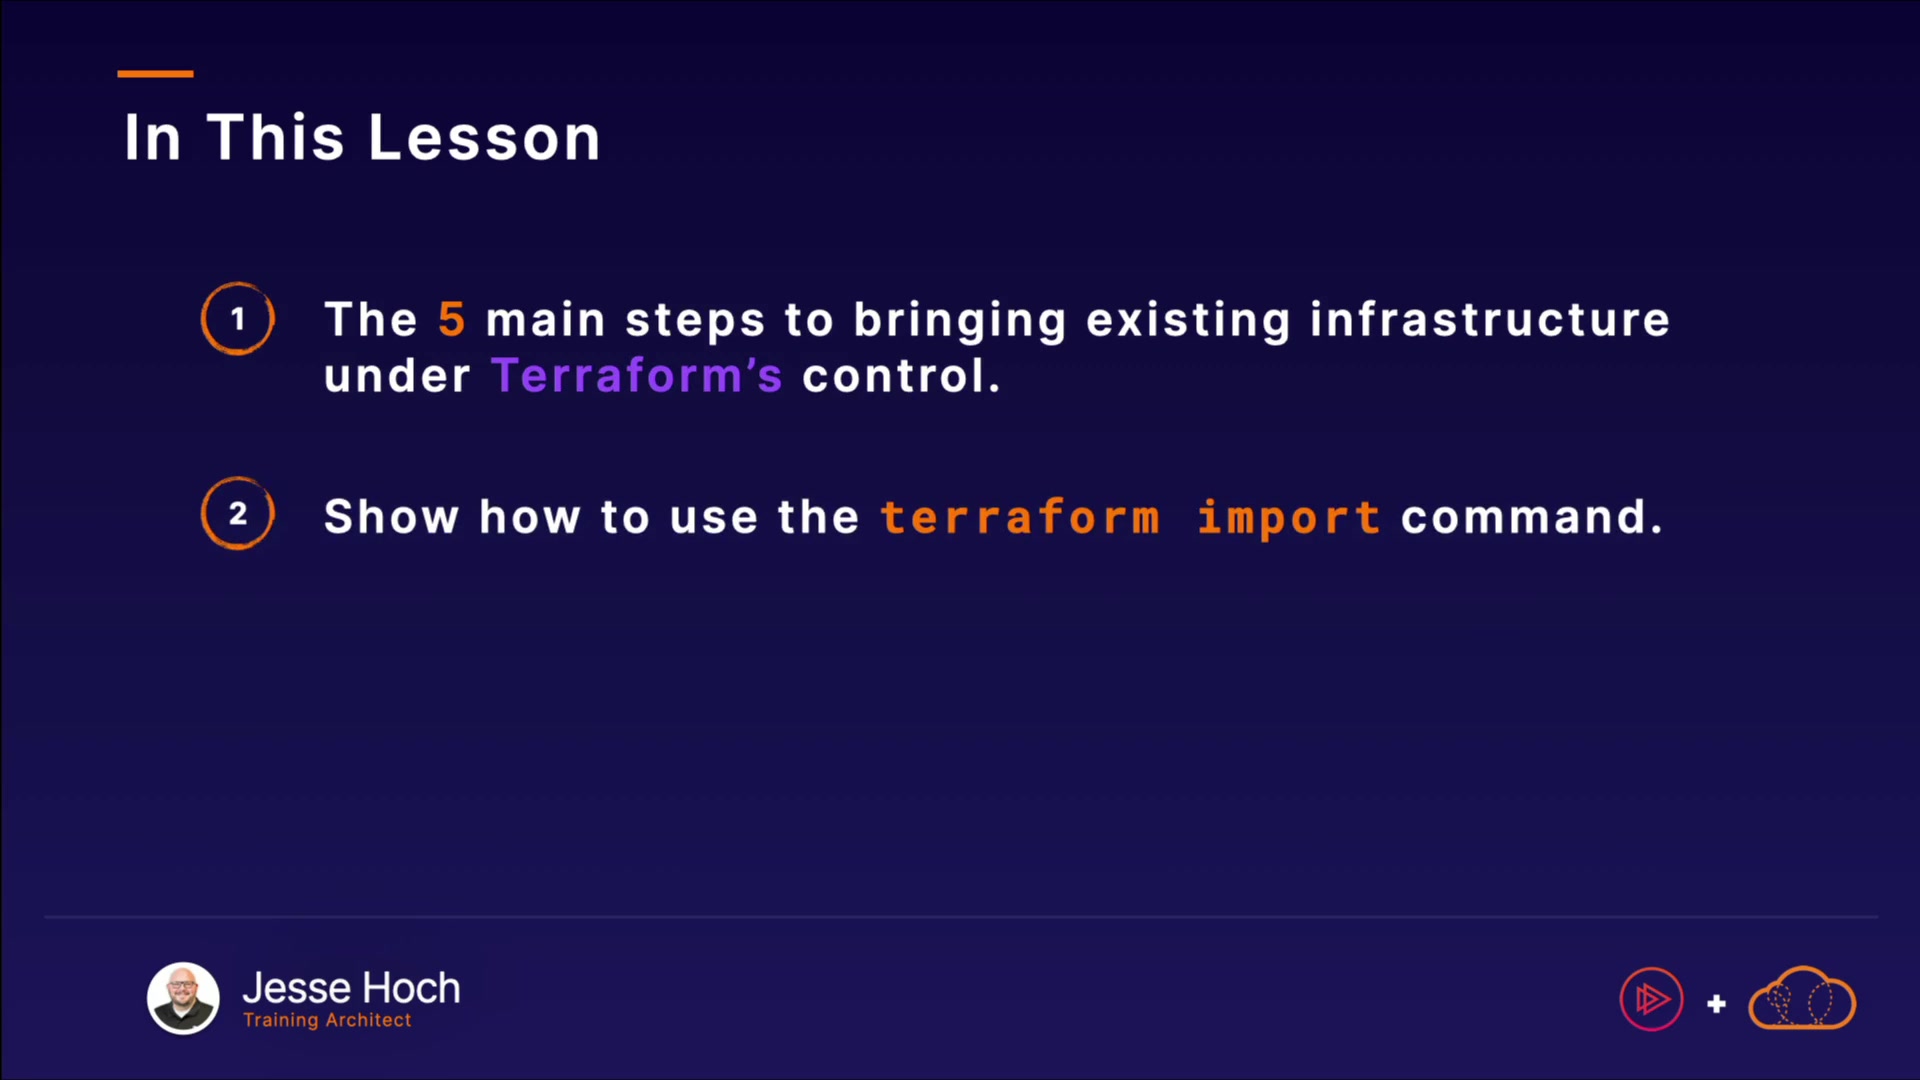 In This Lesson
1
The 5 main steps to bringing existing infrastructure
under Terraform’s control.
2
Show how to use the terraform import command.
Jesse Hoch
Training Architect
+